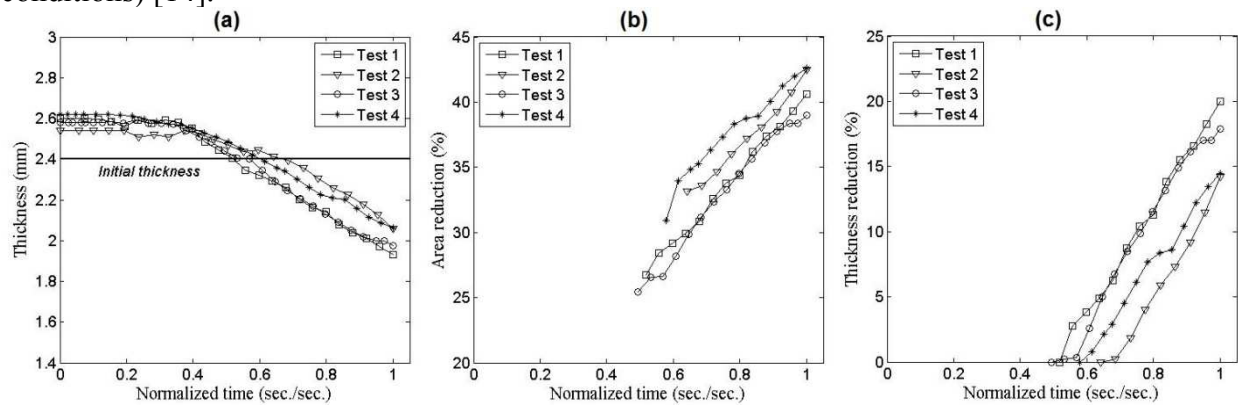 conditions) [14].
(a)
(b)
(c)
3
2.8
2.6
2.4
2.2
2
1.8
1.6
1.4
Thickness (mm)
Test 1
Test 2
Test 3
Test 4
Initial thickness
0 0.2 0.4 0.6 0.8 1
Normalized time (sec./sec.)
45
40
35
30
25
20
Area reduction (%)
Test 1
Test 2
Test 3
Test 4
0 0.2 0.4 0.6 0.8 1
Normalized time (sec./sec.)
25
20
15
10
5
0
Thickness reduction (%)
Test 1
Test 2
Test 3
Test 4
0 0.2 0.4 0.6 0.8 1
Normalized time (sec./sec.)